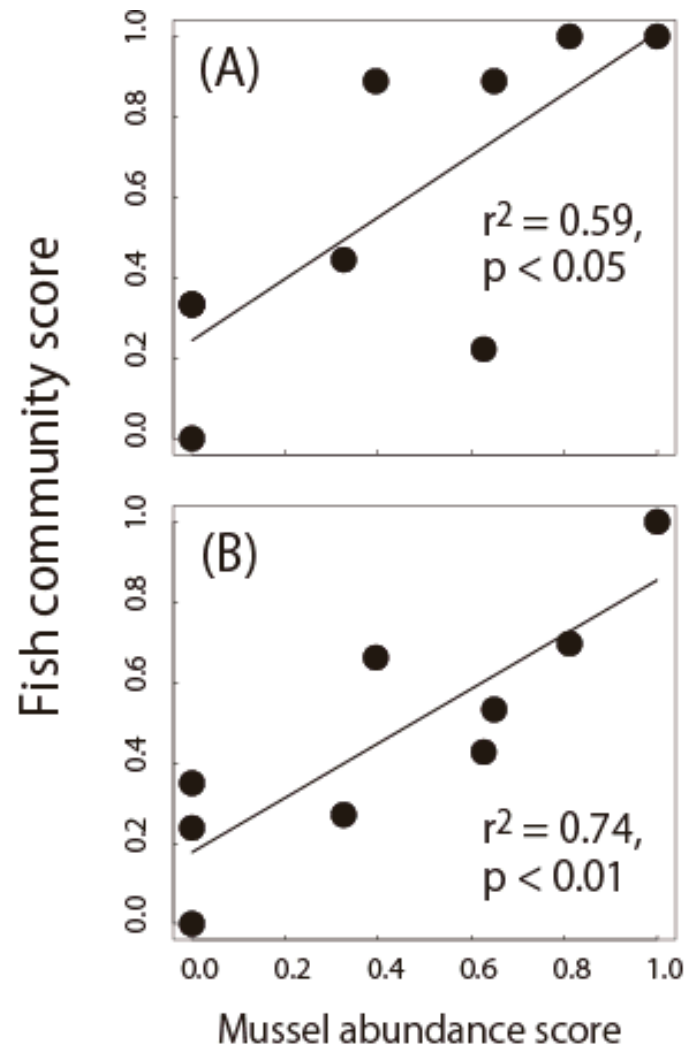 Fish community score
(A)
1.0
0.8
0.6
0.4
0.2
0.0
r² = 0.59,
p < 0.05
(B)
1.0
0.8
0.6
0.4
0.2
0.0
r² = 0.74,
p < 0.01
0.0 0.2 0.4 0.6 0.8 1.0
Mussel abundance score